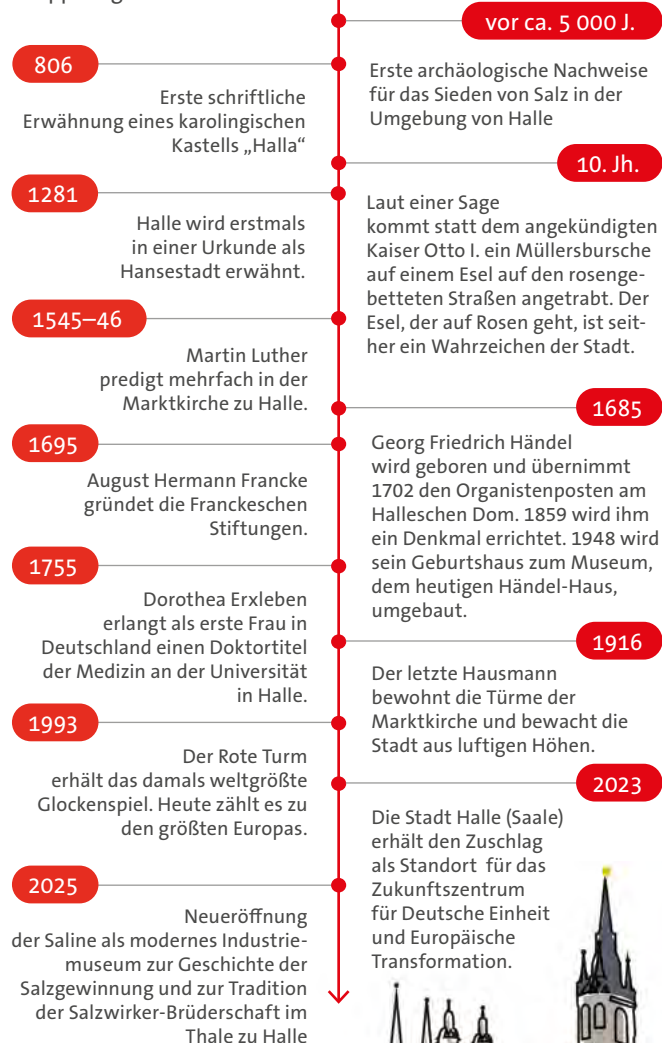 vor ca. 5 000 J.
Erste archäologische Nachweise
für das Sieden von Salz in der
Umgebung von Halle
806
Erste schriftliche
Erwähnung eines karolingischen
Kastells „Halla“
10. Jh.
Laut einer Sage
kommt statt dem angekündigten
Kaiser Otto I. ein Müllersbursche
auf einem Esel auf den rosenge-
betteten Straßen angetrabt. Der
Esel, der auf Rosen geht, ist seit-
her ein Wahrzeichen der Stadt.
1281
Halle wird erstmals
in einer Urkunde als
Hansestadt erwähnt.
1545–46
Martin Luther
predigt mehrfach in der
Marktkirche zu Halle.
1685
Georg Friedrich Händel
wird geboren und übernimmt
1702 den Organistenposten am
Halleschen Dom. 1859 wird ihm
ein Denkmal errichtet. 1948 wird
sein Geburtshaus zum Museum,
dem heutigen Händel-Haus,
umgebaut.
1695
August Hermann Francke
gründet die Franckeschen
Stiftungen.
1755
Dorothea Erxleben
erlangt als erste Frau in
Deutschland einen Doktortitel
der Medizin an der Universität
in Halle.
1916
Der letzte Hausmann
bewohnt die Türme der
Marktkirche und bewacht die
Stadt aus luftigen Höhen.
1993
Der Rote Turm
erhält das damals weltgrößte
Glockenspiel. Heute zählt es zu
den größten Europas.
2023
Die Stadt Halle (Saale)
erhält den Zuschlag
als Standort für das
Zukunftszentrum
für Deutsche Einheit
und Europäische
Transformation.
2025
Neueröffnung
der Saline als modernes Industrie-
museum zur Geschichte der
Salzgewinnung und zur Tradition
der Salzwirker-Brüderschaft im
Thale zu Halle